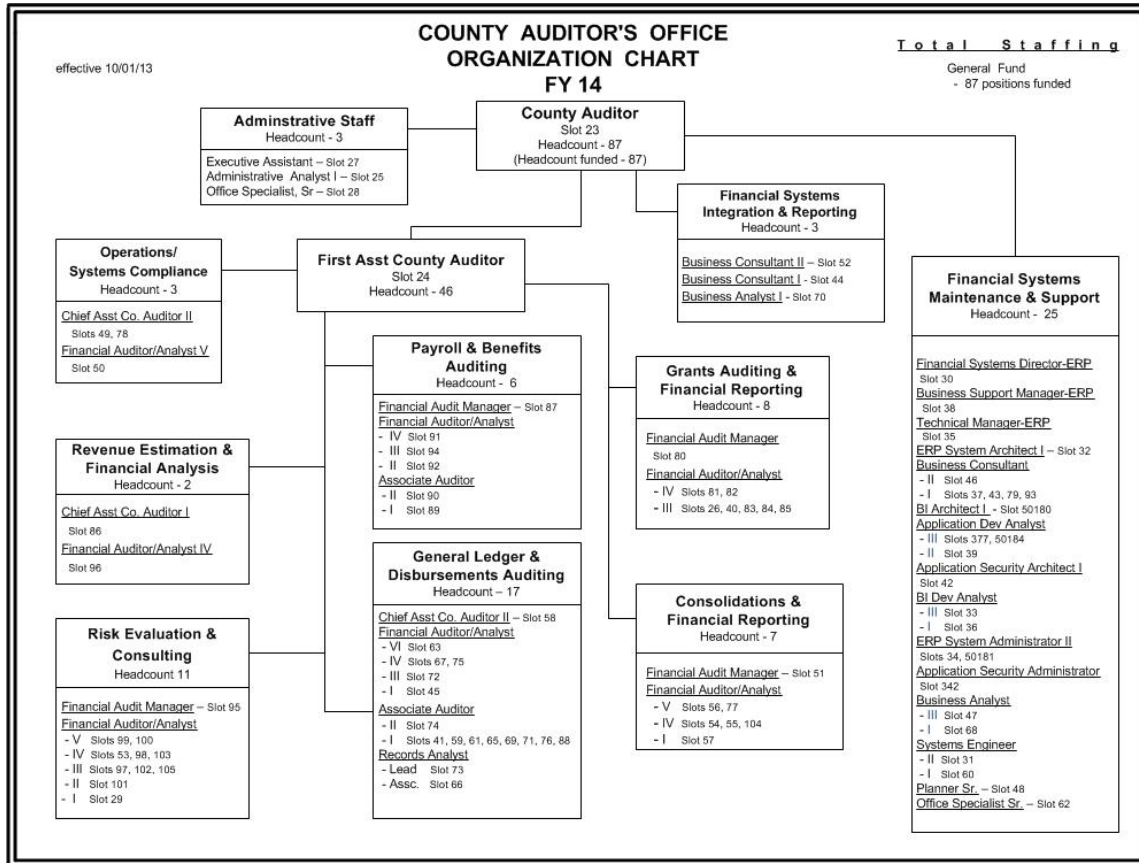 COUNTY AUDITOR'S OFFICE
ORGANIZATION CHART
FY 14
effective 10/01/13
Total Staffing
General Fund
- 87 positions funded
County Auditor
Slot 23
Headcount - 87
(Headcount funded - 87)
Adminstrative Staff
Headcount - 3
Executive Assistant – Slot 27
Administrative Analyst I – Slot 25
Office Specialist, Sr – Slot 28
Financial Systems
Integration & Reporting
Headcount - 3
Business Consultant II – Slot 52
Business Consultant I - Slot 44
Business Analyst I - Slot 70
First Asst County Auditor
Slot 24
Headcount - 46
Operations/
Systems Compliance
Headcount - 3
Chief Asst Co. Auditor II
Slots 49, 78
Financial Auditor/Analyst V
Slot 50
Revenue Estimation &
Financial Analysis
Headcount - 2
Chief Asst Co. Auditor I
Slot 86
Financial Auditor/Analyst IV
Slot 96
Risk Evaluation &
Consulting
Headcount 11
Financial Audit Manager – Slot 95
Financial Auditor/Analyst
- V Slots 99, 100
- IV Slots 53, 98, 103
- III Slots 97, 102, 105
- II Slot 101
- I Slot 29
Payroll & Benefits
Auditing
Headcount - 6
Financial Audit Manager – Slot 87
Financial Auditor/Analyst
- IV Slot 91
- III Slot 94
- II Slot 92
Associate Auditor
- II Slot 90
- I Slot 89
General Ledger &
Disbursements Auditing
Headcount – 17
Chief Asst Co. Auditor II – Slot 58
Financial Auditor/Analyst
- VI Slot 63
- IV Slots 67, 75
- III Slot 72
- I Slot 45
Associate Auditor
- II Slot 74
- I Slots 41, 59, 61, 65, 69, 71, 76, 88
Records Analyst
- Lead Slot 73
- Assc. Slot 66
Grants Auditing &
Financial Reporting
Headcount - 8
Financial Audit Manager
Slot 80
Financial Auditor/Analyst
- IV Slots 81, 82
- III Slots 26, 40, 83, 84, 85
Consolidations &
Financial Reporting
Headcount - 7
Financial Audit Manager – Slot 51
Financial Auditor/Analyst
- V Slots 56, 77
- IV Slots 54, 55, 104
- I Slot 57
Financial Systems
Maintenance & Support
Headcount - 25
Financial Systems Director-ERP
Slot 30
Business Support Manager-ERP
Slot 38
Technical Manager-ERP
Slot 35
ERP System Architect I – Slot 32
Business Consultant
- II Slot 46
- I Slots 37, 43, 79, 93
BI Architect I - Slot 50180
Application Dev Analyst
- III Slots 377, 50184
- II Slot 39
Application Security Architect I
Slot 42
BI Dev Analyst
- III Slot 33
- I Slot 36
ERP System Administrator II
Slots 34, 50181
Application Security Administrator
Slot 342
Business Analyst
- III Slot 47
- I Slot 68
Systems Engineer
- II Slot 31
- I Slot 60
Planner Sr. – Slot 48
Office Specialist Sr. – Slot 62